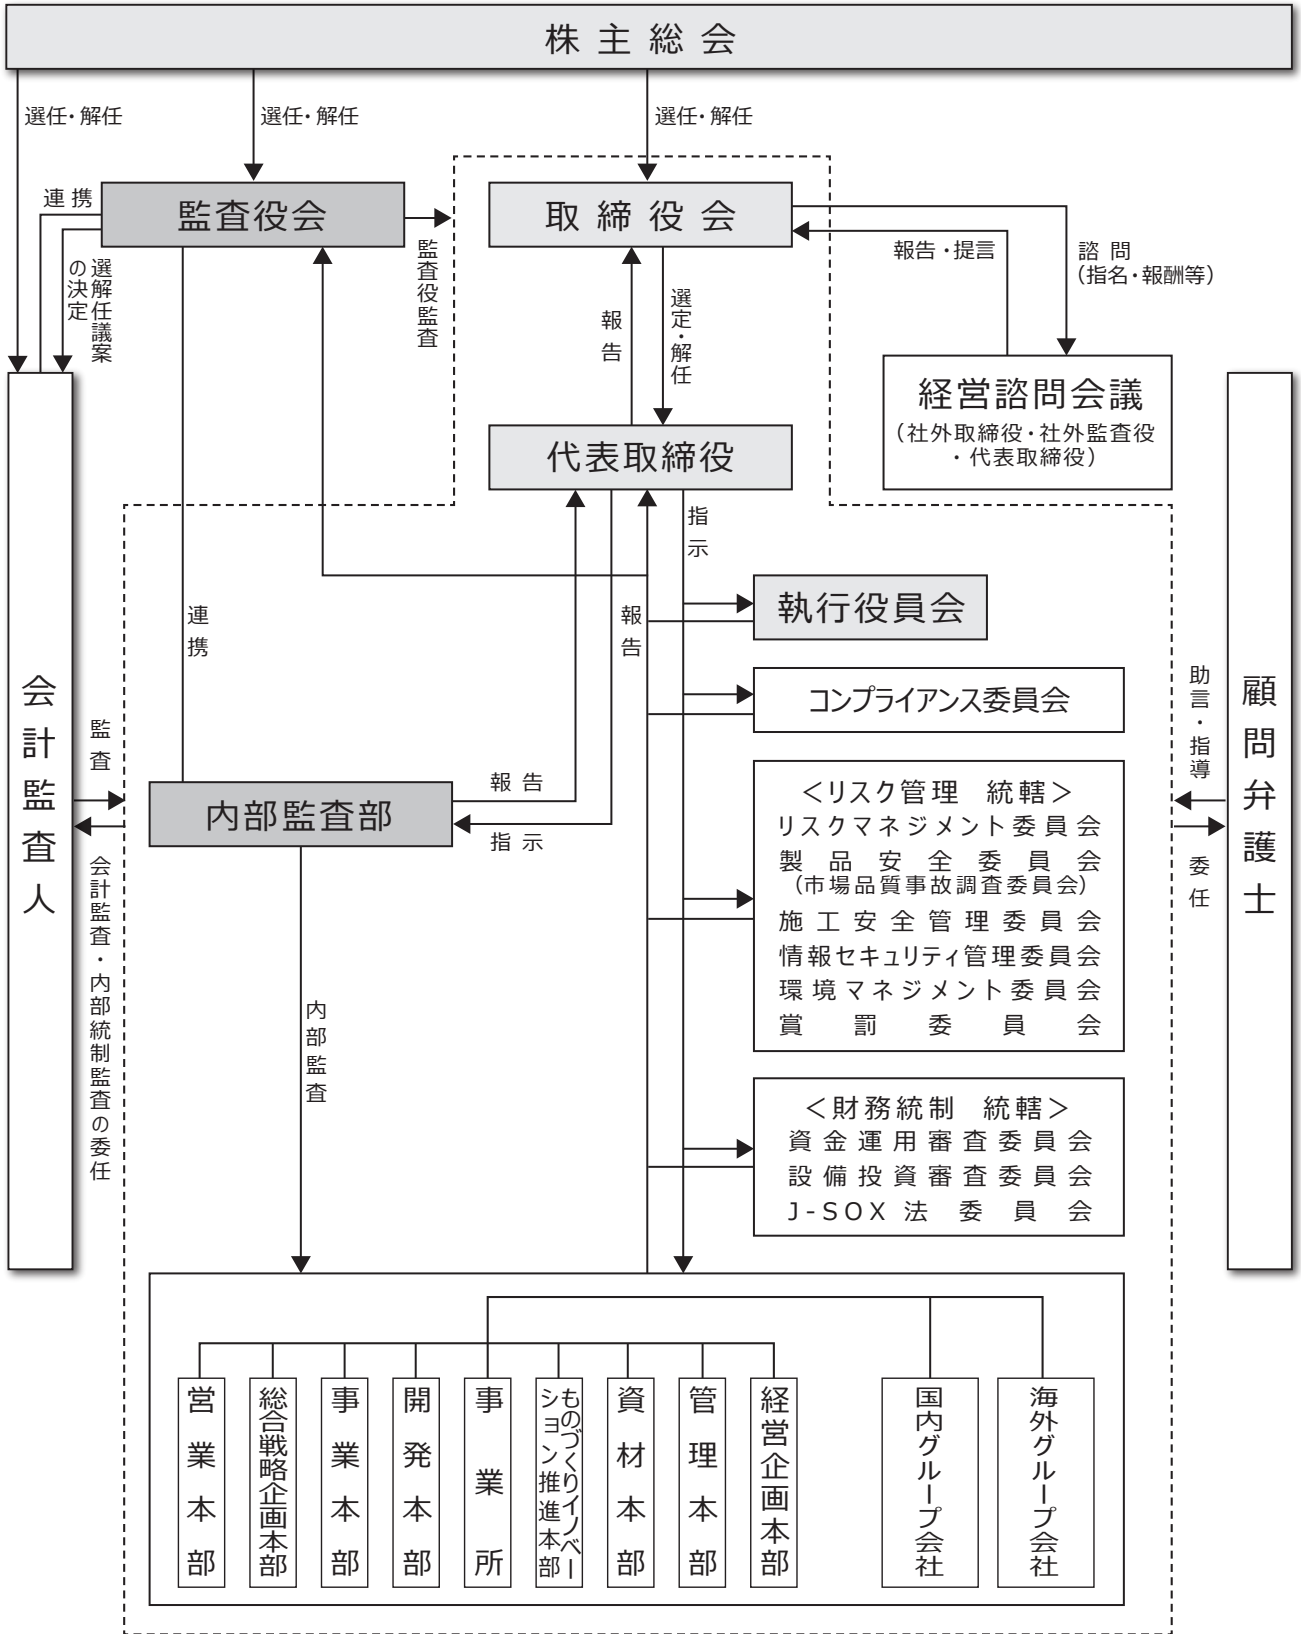 株主総会
選任・解任
選任・解任
選任・解任
連携
監査役会
取締役会
監査役監査
選解任議案
の決定
報告
選定・解任
報告・提言
諮問
（指名・報酬等）
経営諮問会議
（社外取締役・社外監査役
・代表取締役）
代表取締役
指示
連携
報告
執行役員会
コンプライアンス委員会
会計監査人
監査
会計監査・内部統制監査の委任
顧問弁護士
助言・指導
委任
内部監査部
報告
指示
内部監査
＜リスク管理　統轄＞
リスクマネジメント委員会
製品安全委員会
（市場品質事故調査委員会）
施工安全管理委員会
情報セキュリティ管理委員会
環境マネジメント委員会
賞罰委員会
＜財務統制　統轄＞
資金運用審査委員会
設備投資審査委員会
J-SOX法委員会
営業本部
総合戦略企画本部
事業本部
開発本部
事業所
ものづくりイノベー
ション推進本部
資材本部
管理本部
経営企画本部
国内グループ会社
海外グループ会社